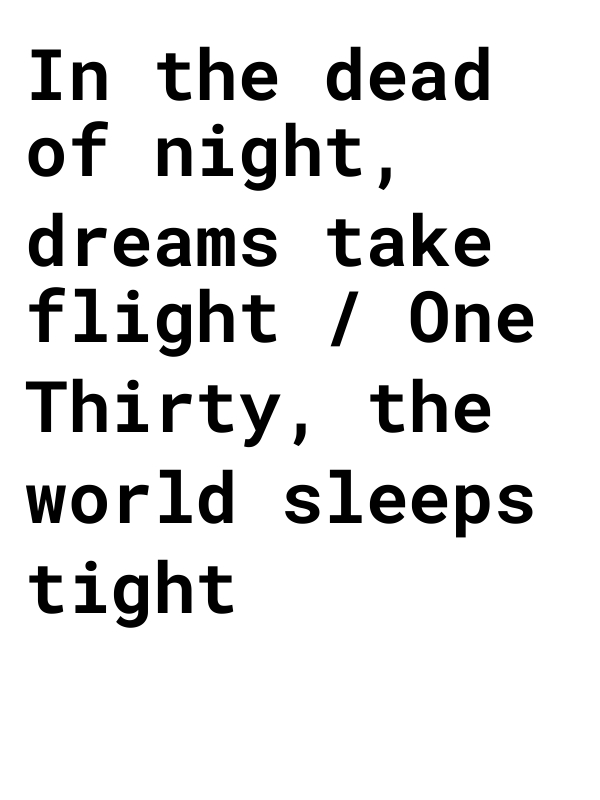 In the dead
of night,
dreams take
flight / One
Thirty, the
world sleeps
tight